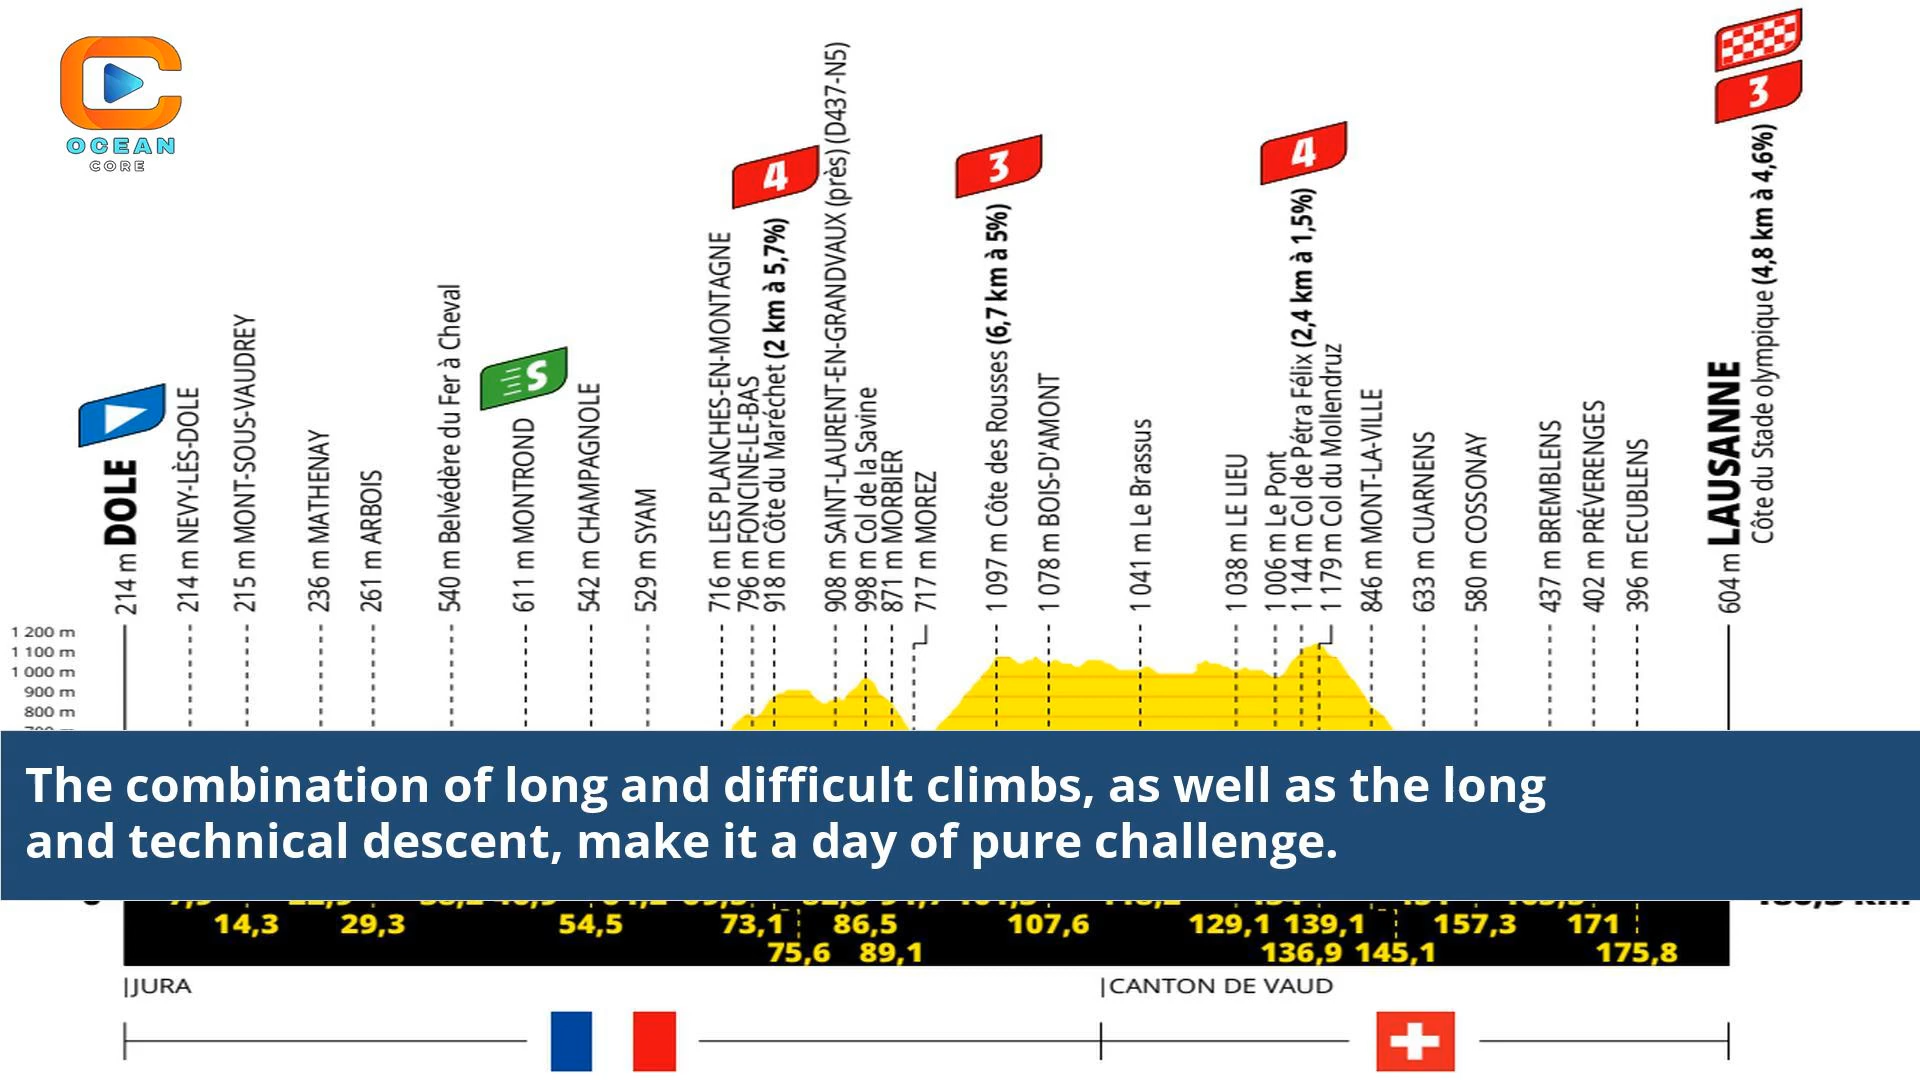 OCEAN
CORE
3
4
3
4
S
214 m DOLE
214 m NEVY-LÈS-DOLE
215 m MONT-SOUS-VAUDREY
236 m MATHENAY
261 m ARBOIS
540 m Belvédère du Fer à Cheval
611 m MONTROND
542 m CHAMPAGNOLE
529 m SYAM
716 m LES PLANCHES-EN-MONTAGNE
796 m FONCINE-LE-BAS
918 m Côte du Maréchet (2 km à 5,7%)
908 m SAINT-LAURENT-EN-GRANDVAUX (près) (D437-N5)
998 m Col de la Savine
871 m MORBIER
717 m MOREZ
1 097 m Côte des Rousses (6,7 km à 5%)
1 078 m BOIS-D'AMONT
1 041 m Le Brassus
1 038 m LE LIEU
1 006 m Le Pont
1 144 m Col de Pétra Félix (2,4 km à 1,5%)
1 179 m Col du Mollendruz
846 m MONT-LA-VILLE
633 m CUARNENS
580 m COSSONAY
437 m BREMBLENS
402 m PRÉVERENGES
396 m ECUBLENS
604 m LAUSANNE
Côte du Stade olympique (4,8 km à 4,6%)
1 200 m
1 100 m
1 000 m
900 m
800 m
The combination of long and difficult climbs, as well as the long
and technical descent, make it a day of pure challenge.
14,3 29,3 54,5 73,1 86,5 107,6 129,1 139,1 157,3 171
75,6 89,1 136,9 145,1 175,8
|JURA |CANTON DE VAUD